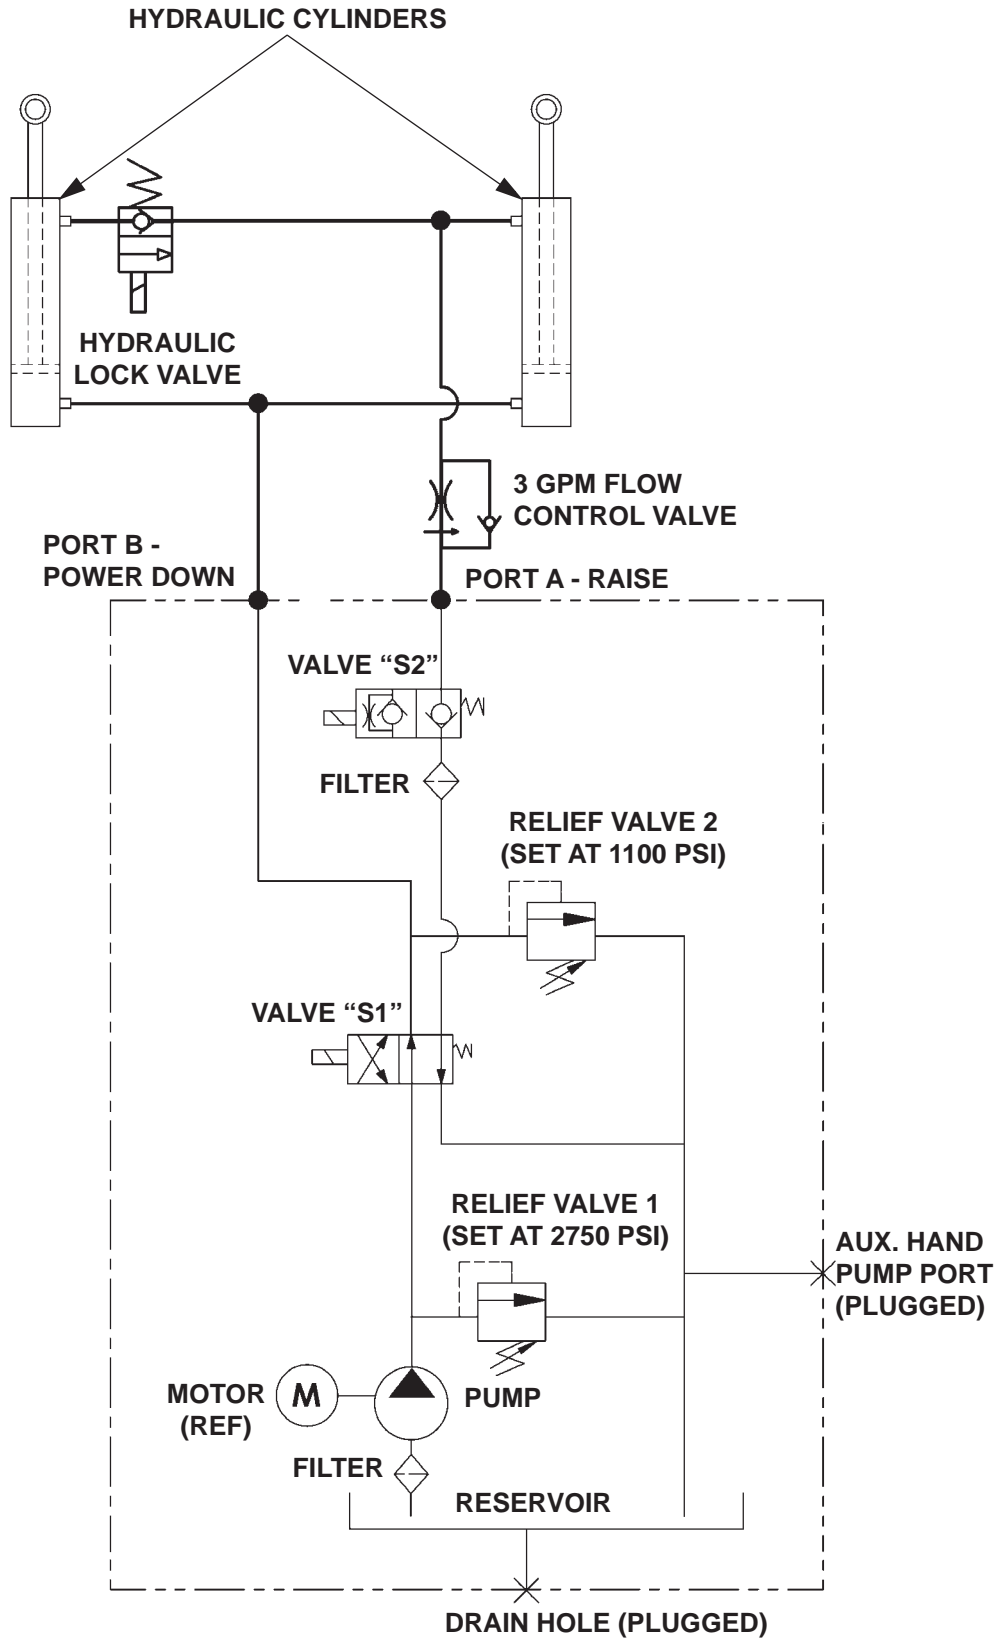 HYDRAULIC CYLINDERS
HYDRAULIC
LOCK VALVE
3 GPM FLOW
CONTROL VALVE
PORT B -
POWER DOWN
PORT A - RAISE
VALVE “S2”
FILTER
RELIEF VALVE 2
(SET AT 1100 PSI)
VALVE “S1”
RELIEF VALVE 1
(SET AT 2750 PSI)
AUX. HAND
PUMP PORT
(PLUGGED)
MOTOR
(REF)
M
PUMP
FILTER
RESERVOIR
DRAIN HOLE (PLUGGED)